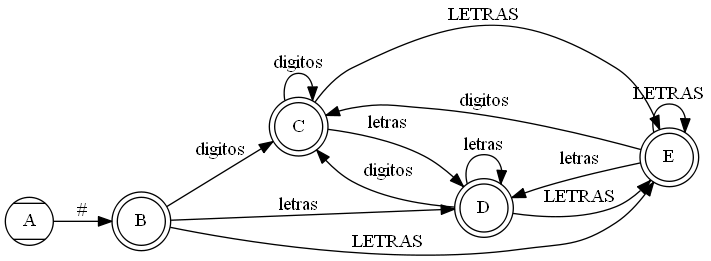 LETRAS
digitos
LETRAS
digitos
C
letras
digitos
letras
letras
E
digitos
#
letras
D
LETRAS
A
B
LETRAS